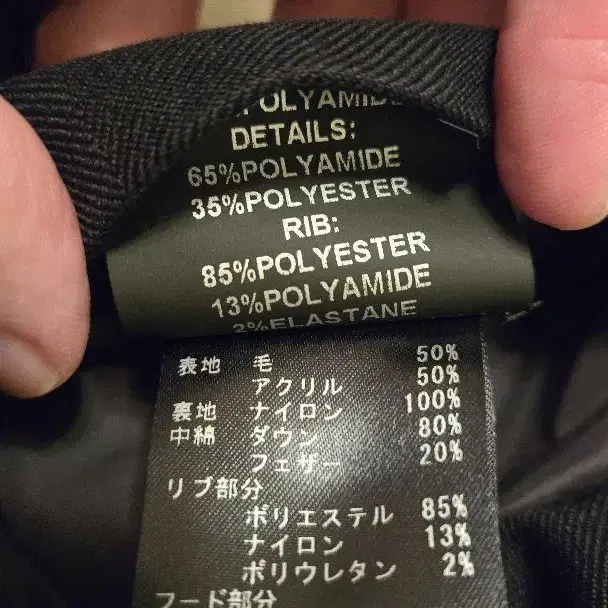 POLYAMIDE
DETAILS:
65%POLYAMIDE
35%POLYESTER
RIB:
85%POLYESTER
13%POLYAMIDE
2%ELASTANE
表地 毛 50%
アクリル 50%
裏地 ナイロン 100%
中綿 ダウン 80%
フェザー 20%
リブ部分
ポリエステル 85%
ナイロン 13%
ポリウレタン 2%
フード部分